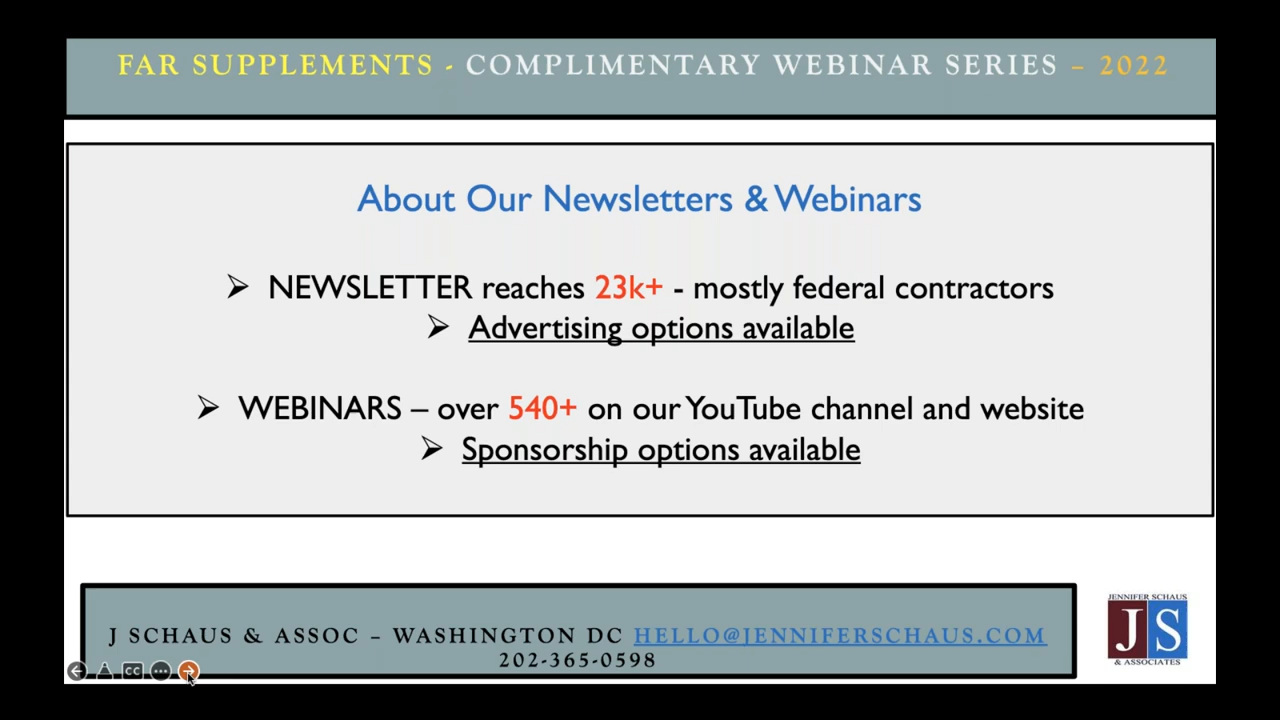 FAR SUPPLEMENTS - COMPLIMENTARY WEBINAR SERIES – 2022
About Our Newsletters & Webinars
➢ NEWSLETTER reaches 23k+ - mostly federal contractors
➢ Advertising options available
➢ WEBINARS – over 540+ on our YouTube channel and website
➢ Sponsorship options available
J SCHAUS & ASSOC – WASHINGTON DC HELLO@JENNIFERSCHAUS.COM
202-365-0598
JENNIFER SCHAUS
JS
& ASSOCIATES
CC